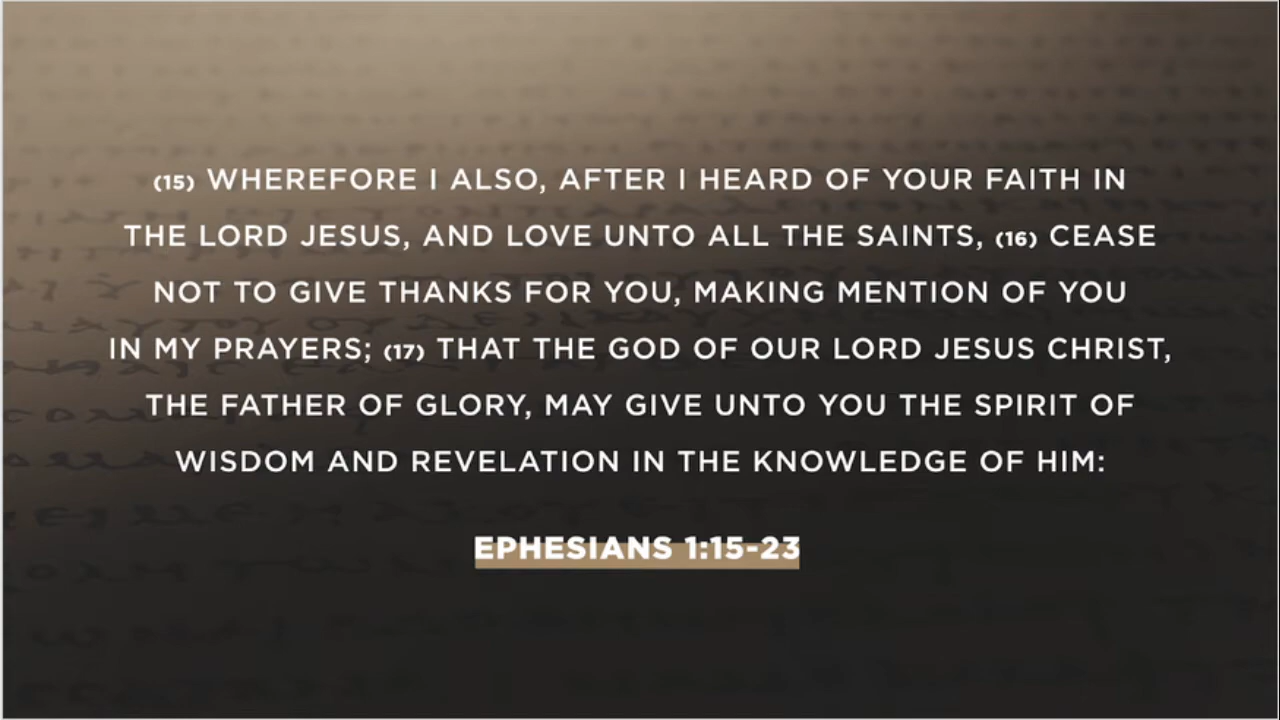 (15) WHEREFORE I ALSO, AFTER I HEARD OF YOUR FAITH IN
THE LORD JESUS, AND LOVE UNTO ALL THE SAINTS, (16) CEASE
NOT TO GIVE THANKS FOR YOU, MAKING MENTION OF YOU
IN MY PRAYERS; (17) THAT THE GOD OF OUR LORD JESUS CHRIST,
THE FATHER OF GLORY, MAY GIVE UNTO YOU THE SPIRIT OF
WISDOM AND REVELATION IN THE KNOWLEDGE OF HIM:
EPHESIANS 1:15-23